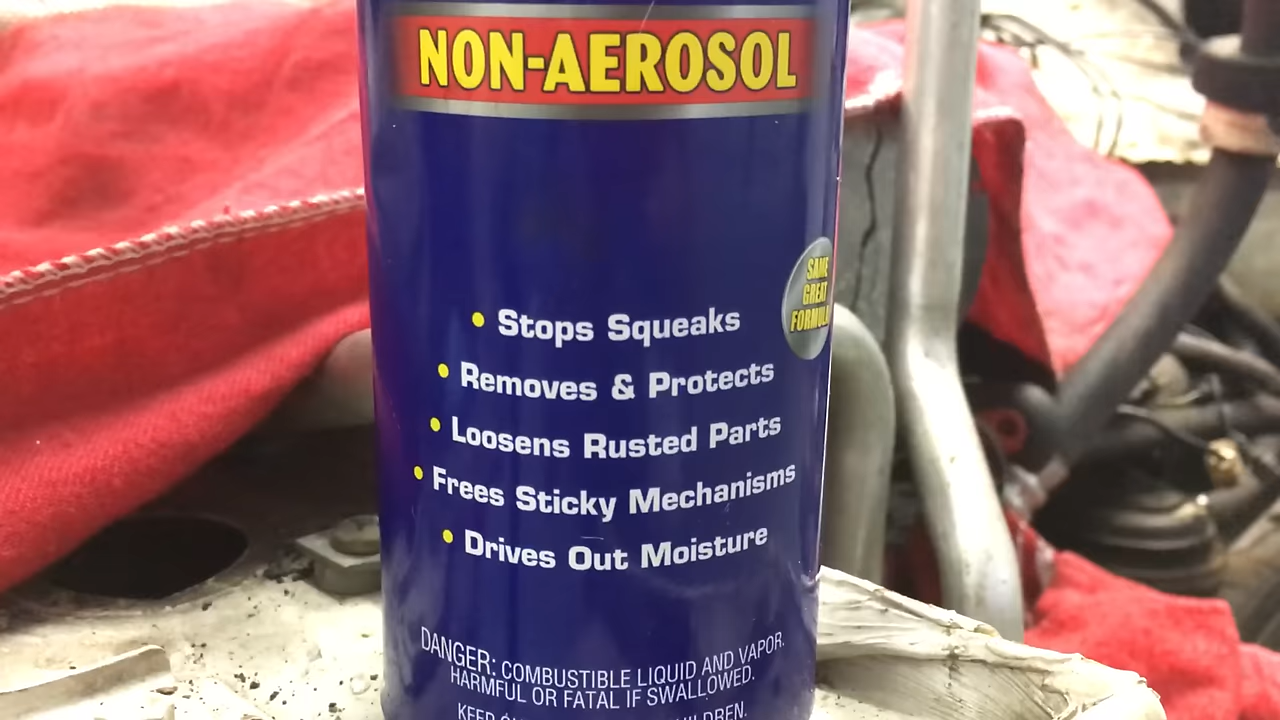 NON-AEROSOL
SAME
GREAT
FORMULA
• Stops Squeaks
• Removes & Protects
• Loosens Rusted Parts
• Frees Sticky Mechanisms
• Drives Out Moisture
DANGER: COMBUSTIBLE LIQUID AND VAPOR.
HARMFUL OR FATAL IF SWALLOWED.
KEEP